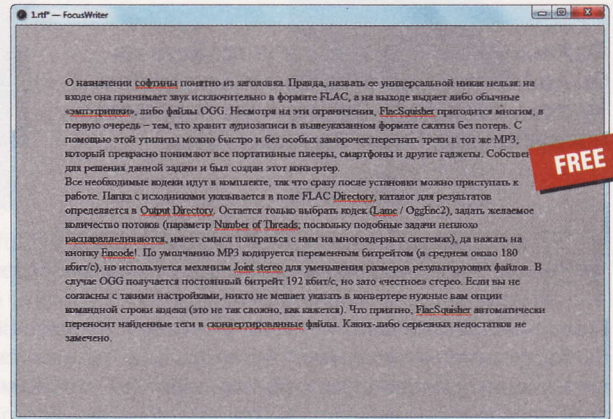 1.rtf* — FocusWriter
О назначении софтины понятно из заголовка. Правда, назвать ее универсальной никак нельзя: на
входе она принимает звук исключительно в формате FLAC, а на выходе выдает либо обычные
«эмпэтришки», либо файлы OGG. Несмотря на эти ограничения, FlacSquisher пригодится многим, в
первую очередь – тем, кто хранит аудиозаписи в вышеуказанном формате сжатия без потерь. С
помощью этой утилиты можно быстро и без особых заморочек перегнать треки в тот же MP3,
который прекрасно понимают все портативные плееры, смартфоны и другие гаджеты. Собствен
FREE
для решения данной задачи и был создан этот конвертер.
Все необходимые кодеки идут в комплекте, так что сразу после установки можно приступать к
работе. Папка с исходниками указывается в поле FLAC Directory, каталог для результатов
определяется в Output Directory. Остается только выбрать кодек (Lame / OggEnc2), задать желаемое
количество потоков (параметр Number of Threads; поскольку подобные задачи неплохо
распараллеливаются, имеет смысл поиграться с ним на многоядерных системах), да нажать на
кнопку Encode!. По умолчанию MP3 кодируется переменным битрейтом (в среднем около 180
кбит/с), но используется механизм Joint stereo для уменьшения размеров результирующих файлов. В
случае OGG получается постоянный битрейт 192 кбит/с, но зато «честное» стерео. Если вы не
согласны с такими настройками, никто не мешает указать в конвертере нужные вам опции
командной строки кодека (это не так сложно, как кажется). Что приятно, FlacSquisher автоматически
переносит найденные теги в сконвертированные файлы. Каких-либо серьезных недостатков не
замечено.